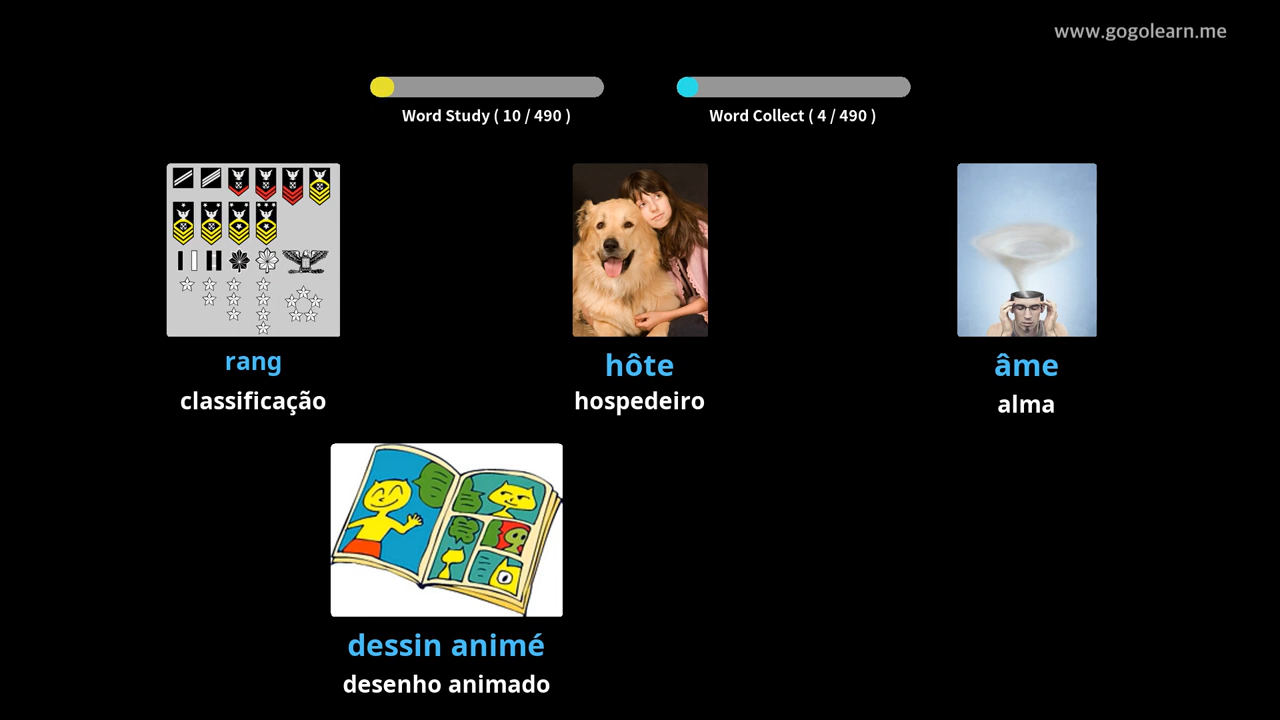 www.gogolearn.me
Word Study ( 10 / 490 )
Word Collect ( 4 / 490 )
rang
classificação
hôte
hospedeiro
âme
alma
dessin animé
desenho animado